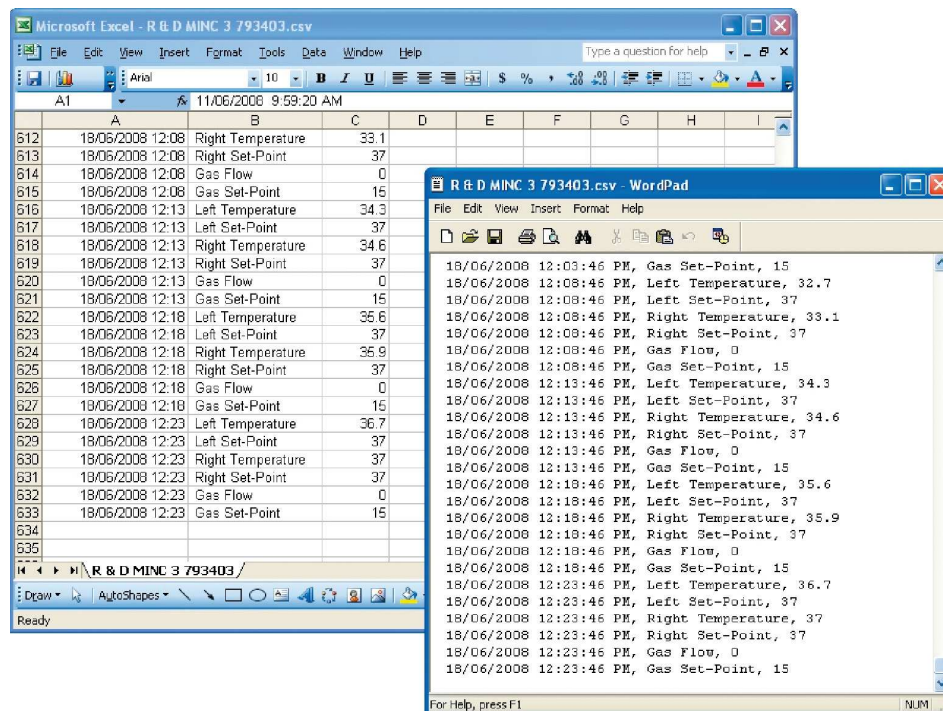 Microsoft Excel - R & D MINC 3 793403.csv
File Edit View Insert Format Tools Data Window Help Type a question for help
Arial 10 B I U $ % ,
A1 fx 11/06/2008 9:59:20 AM
A B C D E F G H I
612 18/06/2008 12:08 Right Temperature 33.1
613 18/06/2008 12:08 Right Set-Point 37
614 18/06/2008 12:08 Gas Flow 0
615 18/06/2008 12:08 Gas Set-Point 15
616 18/06/2008 12:13 Left Temperature 34.3
617 18/06/2008 12:13 Left Set-Point 37
618 18/06/2008 12:13 Right Temperature 34.6
619 18/06/2008 12:13 Right Set-Point 37
620 18/06/2008 12:13 Gas Flow 0
621 18/06/2008 12:13 Gas Set-Point 15
622 18/06/2008 12:18 Left Temperature 35.6
623 18/06/2008 12:18 Left Set-Point 37
624 18/06/2008 12:18 Right Temperature 35.9
625 18/06/2008 12:18 Right Set-Point 37
626 18/06/2008 12:18 Gas Flow 0
627 18/06/2008 12:18 Gas Set-Point 15
628 18/06/2008 12:23 Left Temperature 36.7
629 18/06/2008 12:23 Left Set-Point 37
630 18/06/2008 12:23 Right Temperature 37
631 18/06/2008 12:23 Right Set-Point 37
632 18/06/2008 12:23 Gas Flow 0
633 18/06/2008 12:23 Gas Set-Point 15
634
635
R & D MINC 3 793403
Draw AutoShapes
Ready
R & D MINC 3 793403.csv - WordPad
File Edit View Insert Format Help
18/06/2008 12:03:46 PM, Gas Set-Point, 15
18/06/2008 12:08:46 PM, Left Temperature, 32.7
18/06/2008 12:08:46 PM, Left Set-Point, 37
18/06/2008 12:08:46 PM, Right Temperature, 33.1
18/06/2008 12:08:46 PM, Right Set-Point, 37
18/06/2008 12:08:46 PM, Gas Flow, 0
18/06/2008 12:08:46 PM, Gas Set-Point, 15
18/06/2008 12:13:46 PM, Left Temperature, 34.3
18/06/2008 12:13:46 PM, Left Set-Point, 37
18/06/2008 12:13:46 PM, Right Temperature, 34.6
18/06/2008 12:13:46 PM, Right Set-Point, 37
18/06/2008 12:13:46 PM, Gas Flow, 0
18/06/2008 12:13:46 PM, Gas Set-Point, 15
18/06/2008 12:18:46 PM, Left Temperature, 35.6
18/06/2008 12:18:46 PM, Left Set-Point, 37
18/06/2008 12:18:46 PM, Right Temperature, 35.9
18/06/2008 12:18:46 PM, Right Set-Point, 37
18/06/2008 12:18:46 PM, Gas Flow, 0
18/06/2008 12:18:46 PM, Gas Set-Point, 15
18/06/2008 12:23:46 PM, Left Temperature, 36.7
18/06/2008 12:23:46 PM, Left Set-Point, 37
18/06/2008 12:23:46 PM, Right Temperature, 37
18/06/2008 12:23:46 PM, Right Set-Point, 37
18/06/2008 12:23:46 PM, Gas Flow, 0
18/06/2008 12:23:46 PM, Gas Set-Point, 15
For Help, press F1 NUM